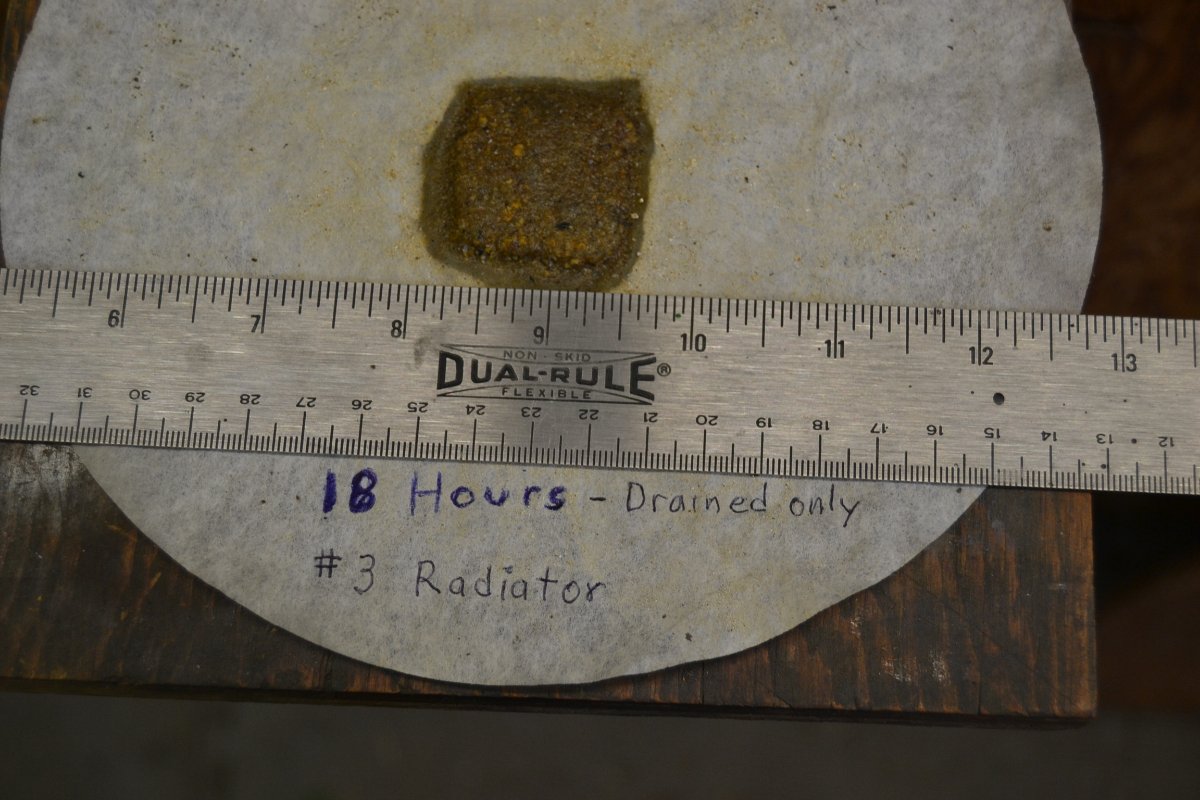 6 7 8 9 10 11 12 13
NON - SKID
DUAL-RULE®
FLEXIBLE
32 31 30 29 28 27 26 25 24 23 22 21 20 19 18 17 16 15 14 13 12
18 Hours - Drained only
#3 Radiator